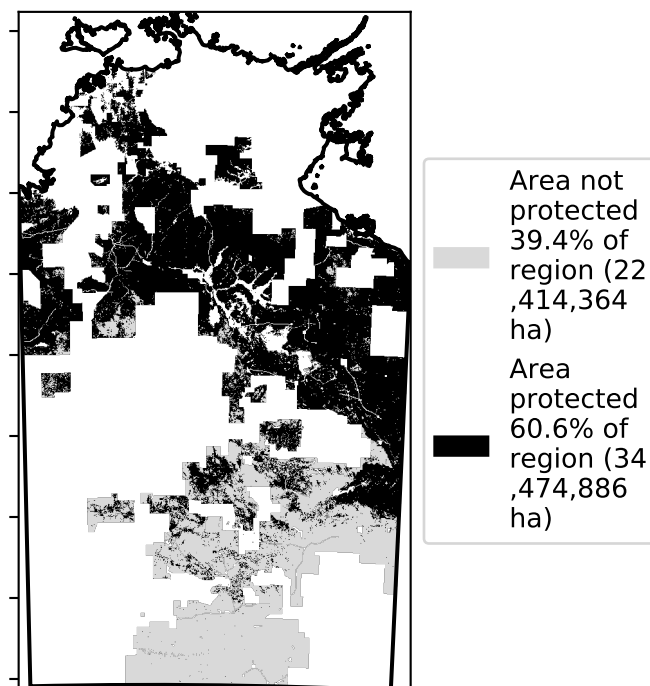 Area not
protected
39.4% of
region (22
,414,364
ha)
Area
protected
60.6% of
region (34
,474,886
ha)